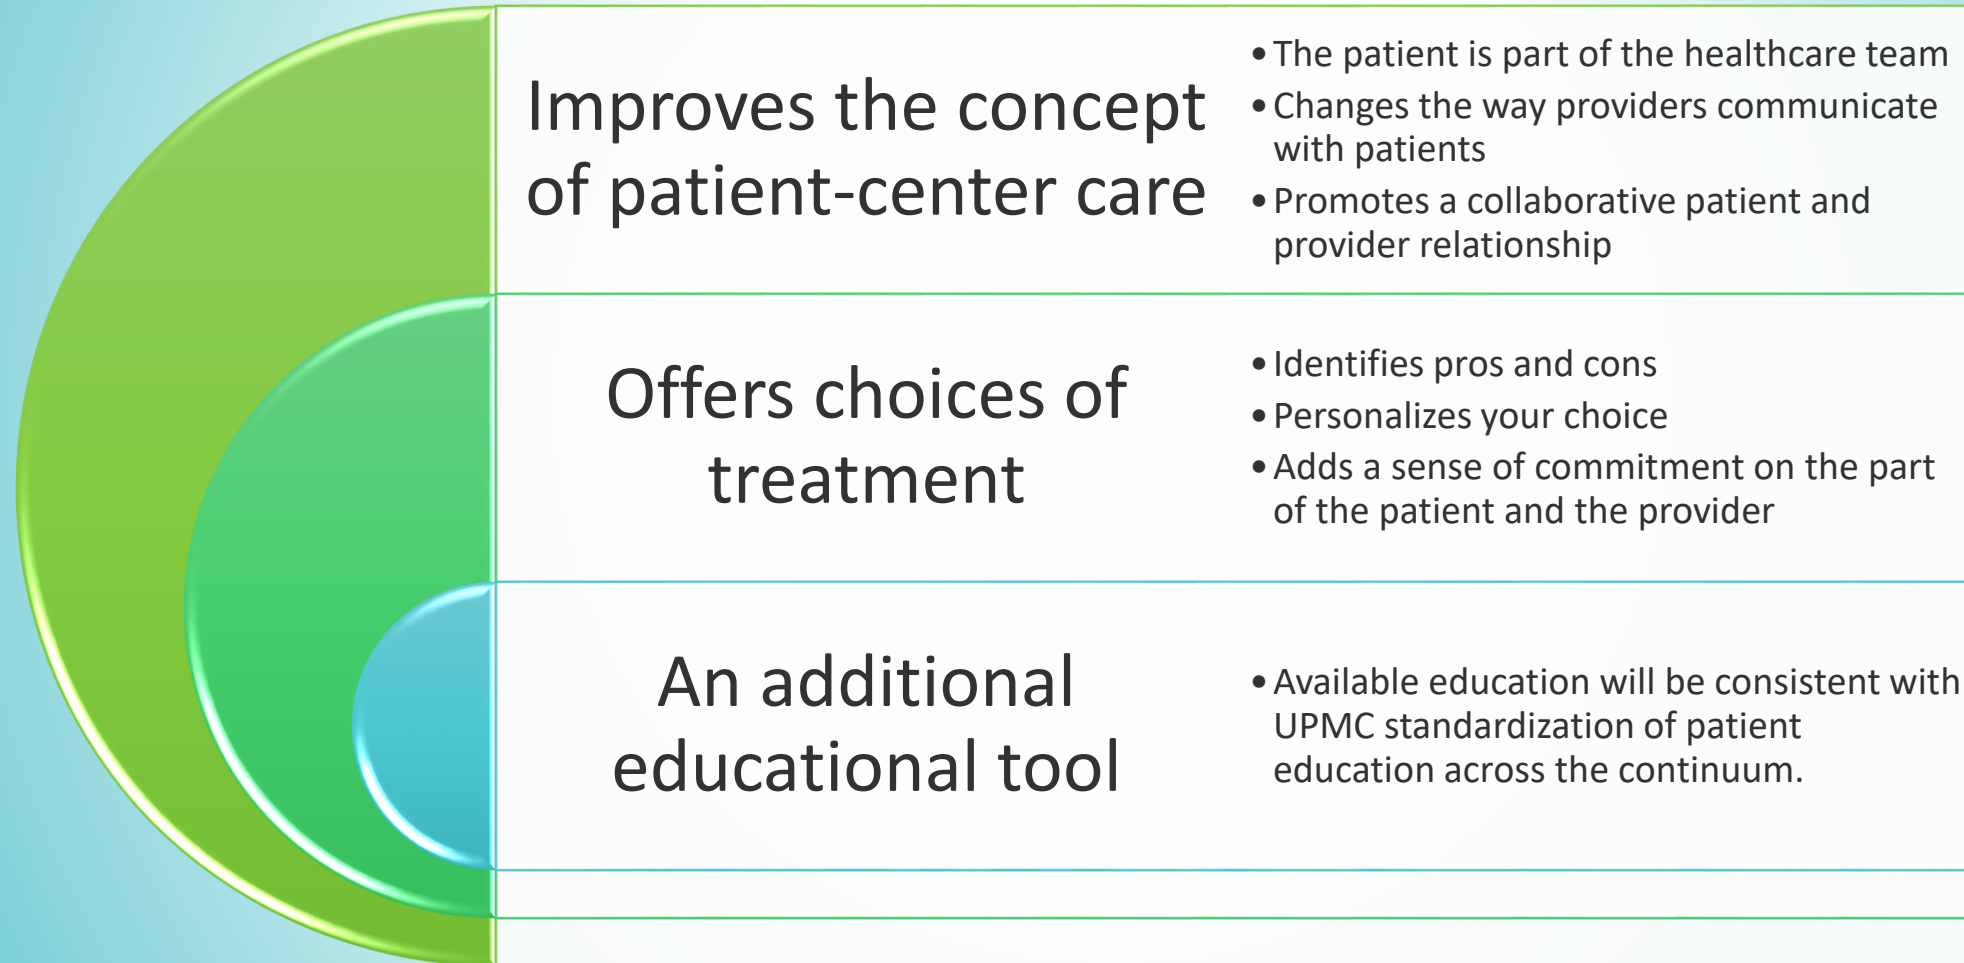 Improves the concept
of patient-center care
• The patient is part of the healthcare team
• Changes the way providers communicate
with patients
• Promotes a collaborative patient and
provider relationship
Offers choices of
treatment
• Identifies pros and cons
• Personalizes your choice
• Adds a sense of commitment on the part
of the patient and the provider
An additional
educational tool
• Available education will be consistent with
UPMC standardization of patient
education across the continuum.